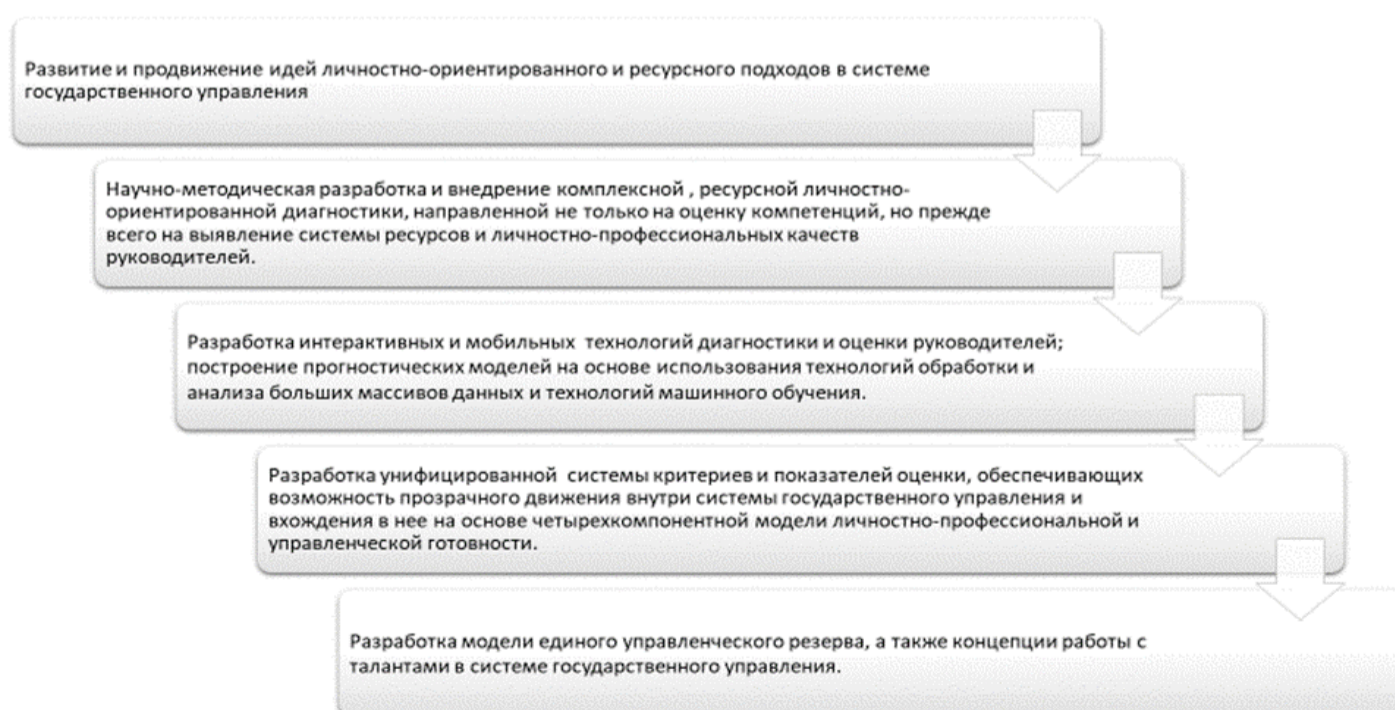 Развитие и продвижение идей личностно-ориентированного и ресурсного подходов в системе
государственного управления
Научно-методическая разработка и внедрение комплексной , ресурсной личностно-
ориентированной диагностики, направленной не только на оценку компетенций, но прежде
всего на выявление системы ресурсов и личностно-профессиональных качеств
руководителей.
Разработка интерактивных и мобильных технологий диагностики и оценки руководителей;
построение прогностических моделей на основе использования технологий обработки и
анализа больших массивов данных и технологий машинного обучения.
Разработка унифицированной системы критериев и показателей оценки, обеспечивающих
возможность прозрачного движения внутри системы государственного управления и
вхождения в нее на основе четырехкомпонентной модели личностно-профессиональной и
управленческой готовности.
Разработка модели единого управленческого резерва, а также концепции работы с
талантами в системе государственного управления.